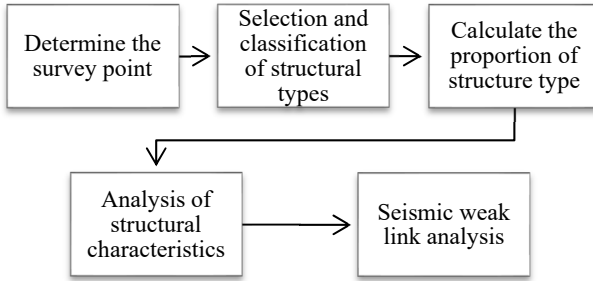 Determine the
survey point
Selection and
classification
of structural
types
Calculate the
proportion of
structure type
Analysis of
structural
characteristics
Seismic weak
link analysis